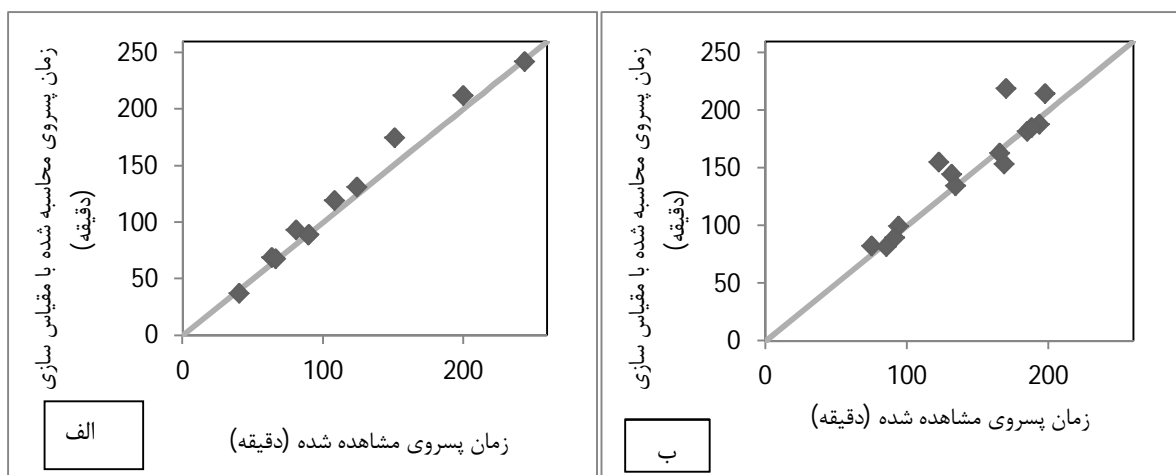 زمان پسروی محاسبه شده با مقیاس سازی
(دقیقه)
250
200
150
100
50
0
0 100 200
زمان پسروی مشاهده شده (دقیقه)
الف
زمان پسروی محاسبه شده با مقیاس سازی
(دقیقه)
250
200
150
100
50
0
0 100 200
زمان پسروی مشاهده شده (دقیقه)
ب